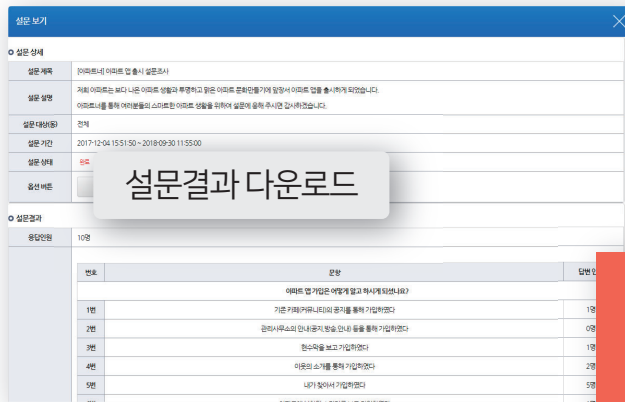 설문 보기
설문 상세
설문 제목 [아파트너] 아파트 앱 출시 설문조사
설문 설명 저희 아파트는 보다 나은 아파트 생활과 투명하고 맑은 아파트 문화만들기에 앞장서 아파트 앱을 출시하게 되었습니다.
아파트너를 통해 여러분들의 스마트한 아파트 생활을 위하여 설문에 응해 주시면 감사하겠습니다.
설문 대상(동) 전체
설문 기간 2017-12-04 15:51:50 ~ 2018-09-30 11:55:00
설문 상태 완료
옵션 버튼
설문결과 다운로드
설문결과
응답인원 10명
번호 문항 답변 인
아파트 앱 가입은 어떻게 알고 하시게 되셨나요?
1번 기존 카페(커뮤니티)의 공지를 통해 가입하였다 1명
2번 관리사무소의 안내(공지,방송,안내) 등을 통해 가입하였다 0명
3번 현수막을 보고 가입하였다 1명
4번 이웃의 소개를 통해 가입하였다 2명
5번 내가 찾아서 가입하였다 5명